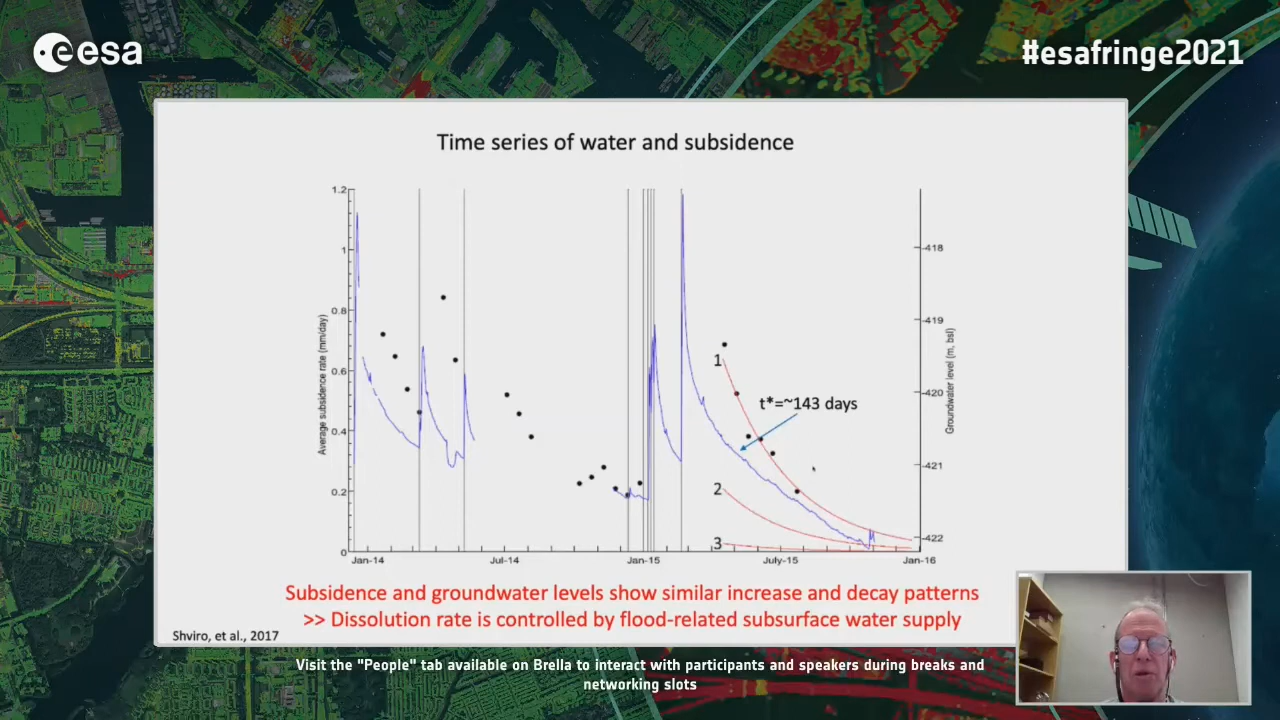 esa
#esafringe2021
Time series of water and subsidence
1.2
1
0.8
0.6
0.4
0.2
0
Average subsidence rate (mm/day)
Jan-14
Jul-14
Jan-15
July-15
Jan-16
-418
-419
-420
-421
-422
Groundwater level (m, bsl)
1
t*=~143 days
2
3
Subsidence and groundwater levels show similar increase and decay patterns
>> Dissolution rate is controlled by flood-related subsurface water supply
Shviro, et al., 2017
Visit the "People" tab available on Brella to interact with participants and speakers during breaks and
networking slots